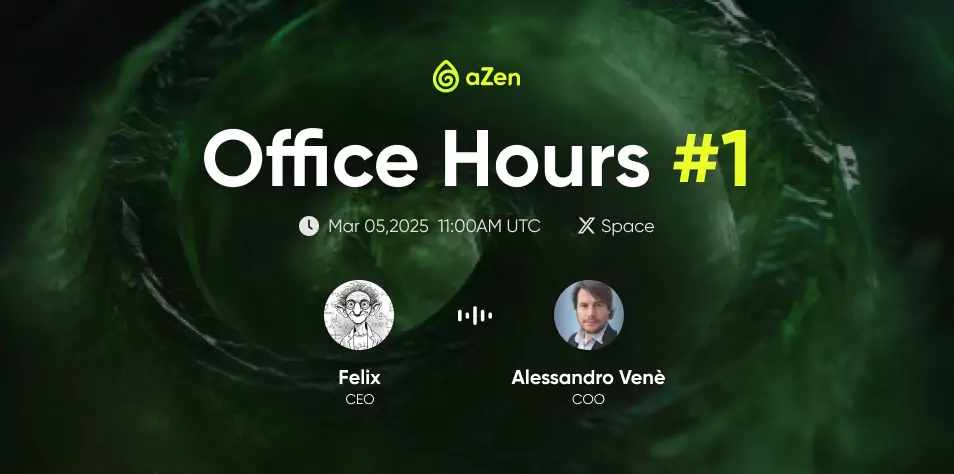 aZen
Office Hours #1
Mar 05,2025 11:00AM UTC
X Space
Felix
Alessandro Venè
CEO
COO